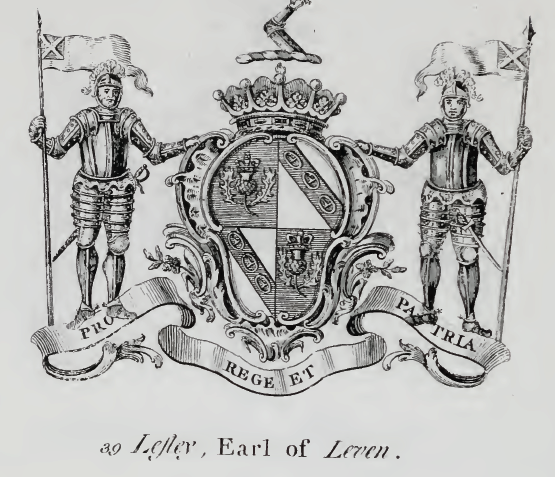 PRO
REGE ET
PATRIA
39 Leſley, Earl of Leven.